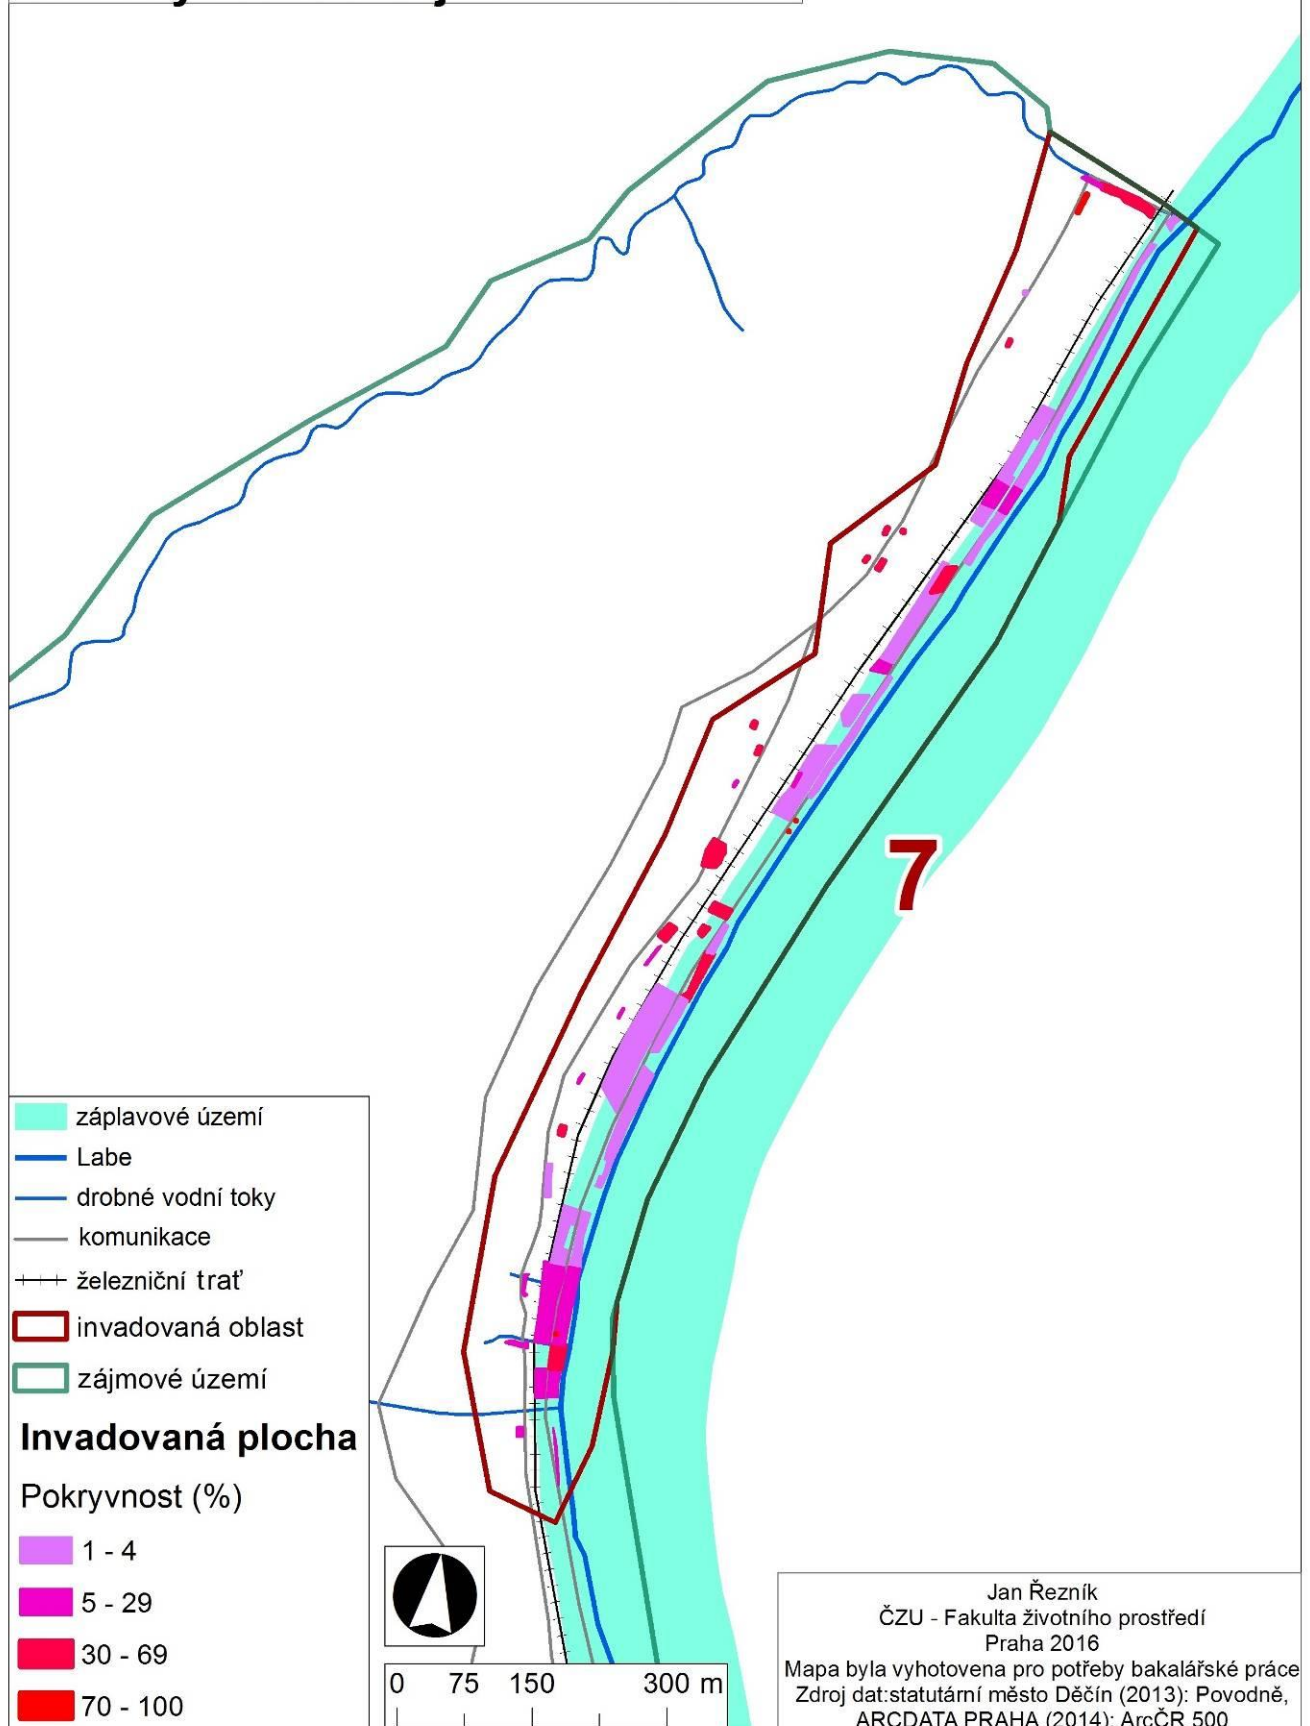 7
záplavové území
Labe
drobné vodní toky
komunikace
železniční trať
invadovaná oblast
zájmové území
Invadovaná plocha
Pokryvnost (%)
1 - 4
5 - 29
30 - 69
70 - 100
0 75 150 300 m
Jan Řezník
ČZU - Fakulta životního prostředí
Praha 2016
Mapa byla vyhotovena pro potřeby bakalářské práce
Zdroj dat:statutární město Děčín (2013): Povodně,
ARCDATA PRAHA (2014): ArcČR 500